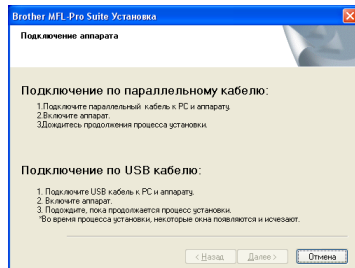 Brother MFL-Pro Suite Установка
Подключение аппарата
Подключение по параллельному кабелю:
1.Подключите параллельный кабель к PC и аппарату.
2.Включите аппарат.
3.Дождитесь продолжения процесса установки.
Подключение по USB кабелю:
1. Подключите USB кабель к PC и аппарату.
2. Включите аппарат.
3. Подождите, пока продолжается процесс установки.
*Во время процесса установки, некоторые окна появляются и исчезают.
< Назад Далее > Отмена